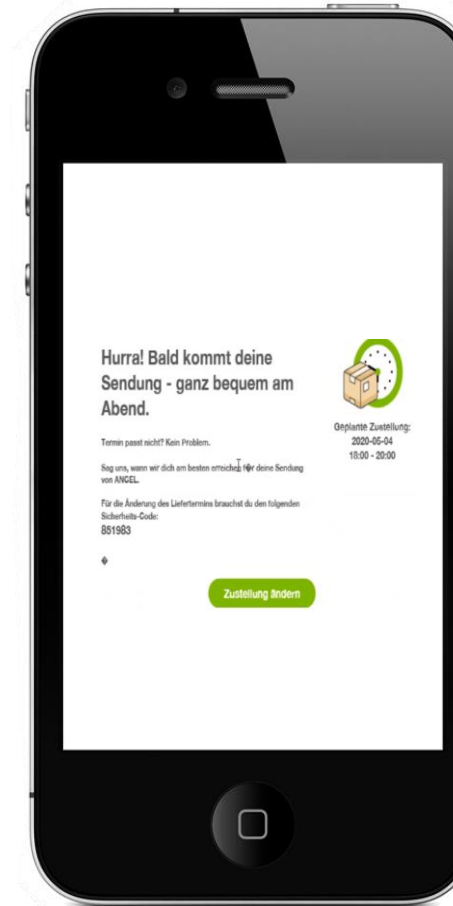 Hurra! Bald kommt deine
Sendung - ganz bequem am
Abend.
Termin passt nicht? Kein Problem.
Sag uns, wann wir dich am besten erreichen f�r deine Sendung
von ANGEL.
Für die Änderung des Liefertermins brauchst du den folgenden
Sicherheits-Code:
851983
�
Zustellung ändern
Geplante Zustellung:
2020-05-04
18:00 - 20:00